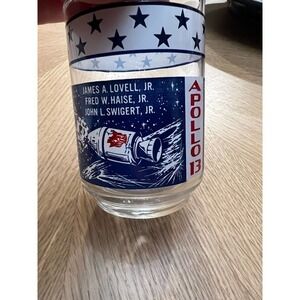 JAMES A. LOVELL, JR.
FRED W. HAISE, JR.
JOHN L. SWIGERT, JR.
APOLLO 13